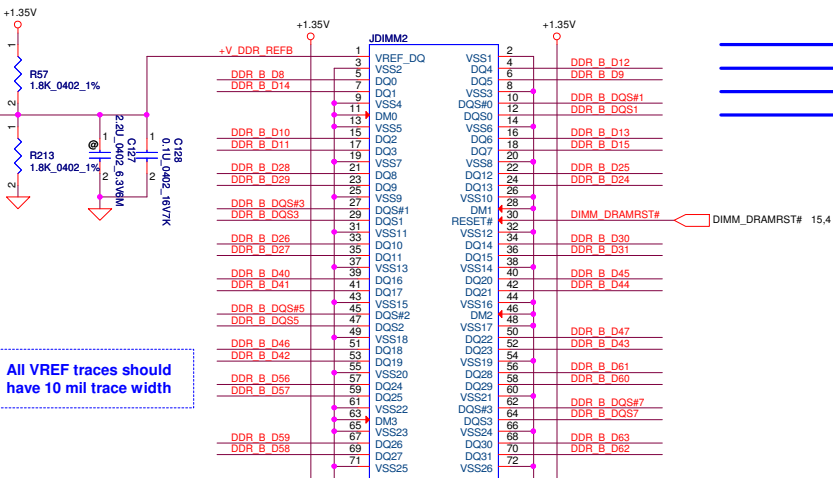 +1.35V
+1.35V
+1.35V
JDIMM2
+V_DDR_REFB
1
R57
1.8K_0402_1%
2
1
R213
1.8K_0402_1%
2
@
1
2
C127
2.2U_0402_6.3V6M
1
2
C128
0.1U_0402_16V7K
All VREF traces should
have 10 mil trace width
1 VREF_DQ VSS1 2
3 VSS2 DQ4 4 DDR_B_D12
DDR_B_D8 5 DQ0 DQ5 6 DDR_B_D9
DDR_B_D14 7 DQ1 VSS3 8
9 VSS4 DQS#0 10 DDR_B_DQS#1
11 DM0 DQS0 12 DDR_B_DQS1
13 VSS5 VSS6 14
DDR_B_D10 15 DQ2 DQ6 16 DDR_B_D13
DDR_B_D11 17 DQ3 DQ7 18 DDR_B_D15
19 VSS7 VSS8 20
DDR_B_D28 21 DQ8 DQ12 22 DDR_B_D25
DDR_B_D29 23 DQ9 DQ13 24 DDR_B_D24
25 VSS9 VSS10 26
DDR_B_DQS#3 27 DQS#1 DM1 28
DDR_B_DQS3 29 DQS1 RESET# 30 DIMM_DRAMRST# DIMM_DRAMRST# 15,4
31 VSS11 VSS12 32
DDR_B_D26 33 DQ10 DQ14 34 DDR_B_D30
DDR_B_D27 35 DQ11 DQ15 36 DDR_B_D31
37 VSS13 VSS14 38
DDR_B_D40 39 DQ16 DQ20 40 DDR_B_D45
DDR_B_D41 41 DQ17 DQ21 42 DDR_B_D44
43 VSS15 VSS16 44
DDR_B_DQS#5 45 DQS#2 DM2 46
DDR_B_DQS5 47 DQS2 VSS17 48
49 VSS18 DQ22 50 DDR_B_D47
DDR_B_D46 51 DQ18 DQ23 52 DDR_B_D43
DDR_B_D42 53 DQ19 VSS19 54
55 VSS20 DQ28 56 DDR_B_D61
DDR_B_D56 57 DQ24 DQ29 58 DDR_B_D60
DDR_B_D57 59 DQ25 VSS21 60
61 VSS22 DQS#3 62 DDR_B_DQS#7
63 DM3 DQS3 64 DDR_B_DQS7
65 VSS23 VSS24 66
DDR_B_D59 67 DQ26 DQ30 68 DDR_B_D63
DDR_B_D58 69 DQ27 DQ31 70 DDR_B_D62
71 VSS25 VSS26 72